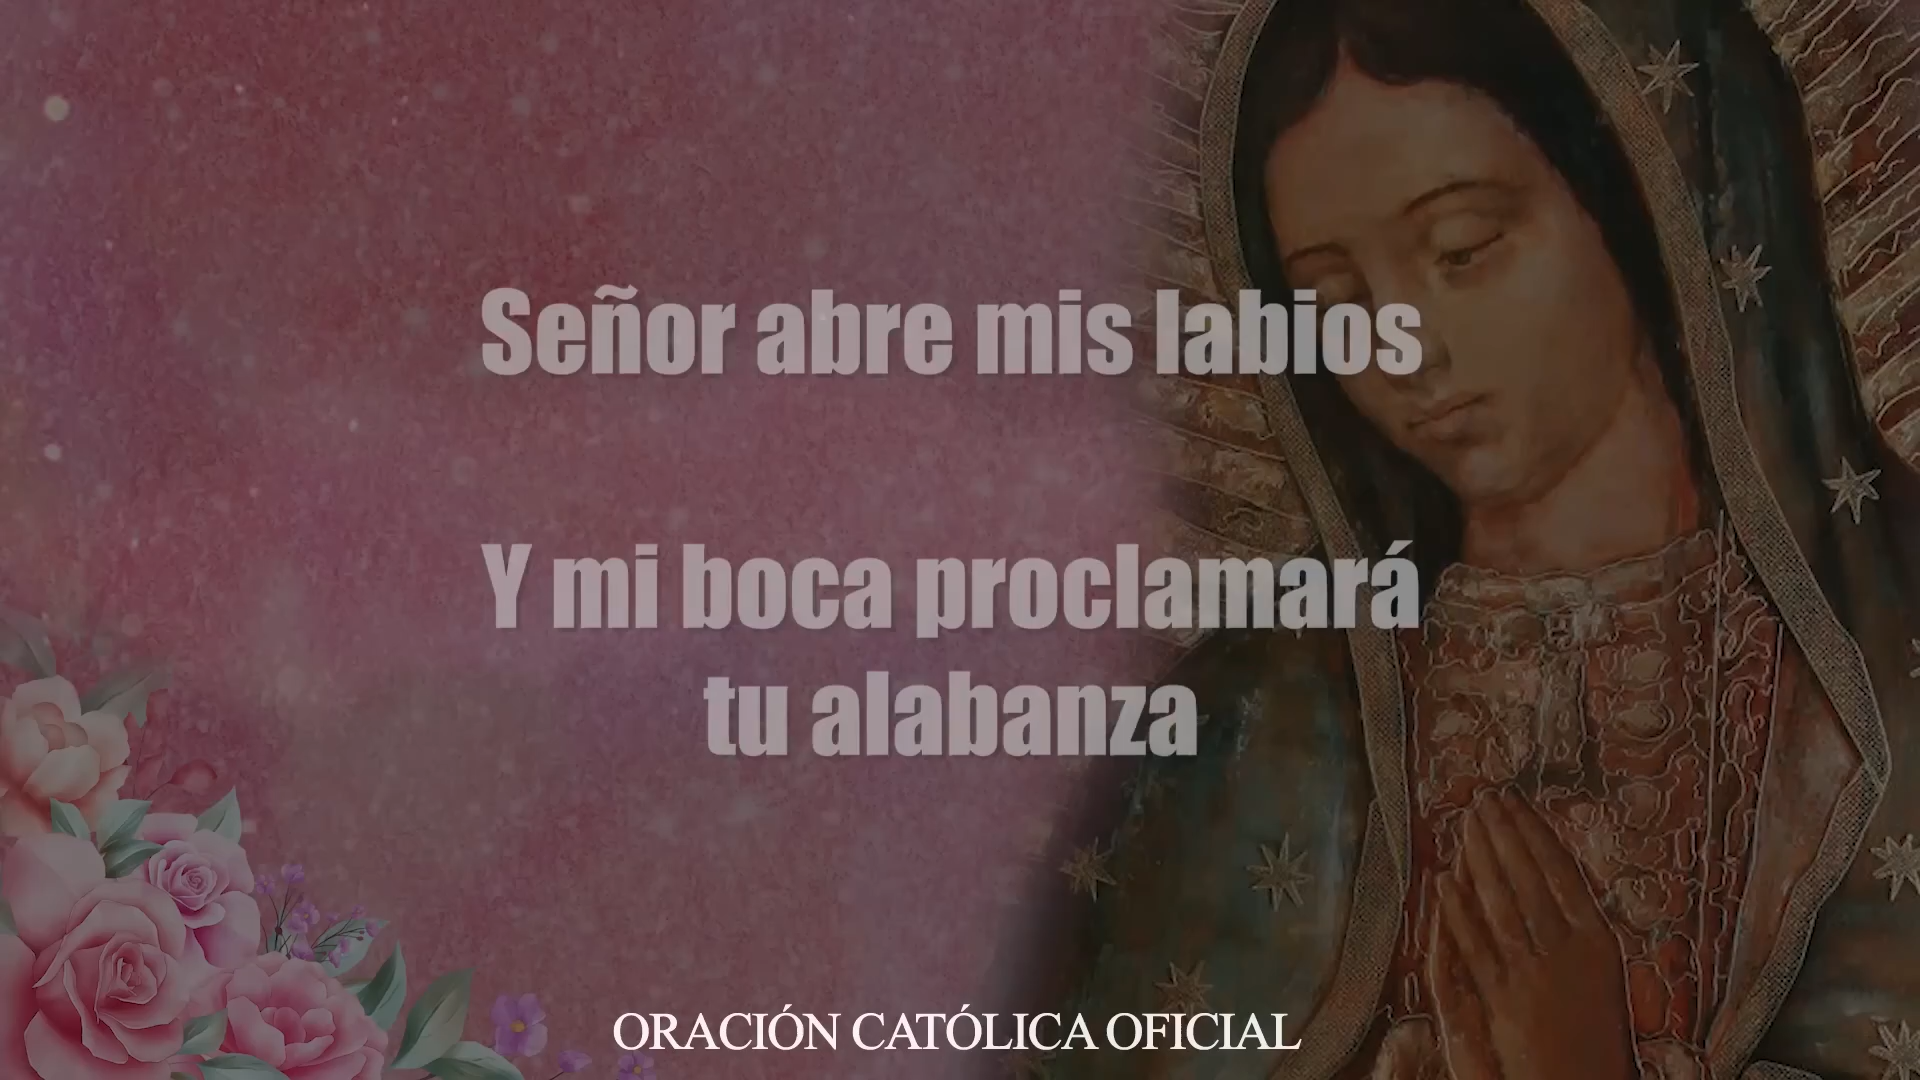 Señor abre mis labios
Y mi boca proclamará
tu alabanza
ORACIÓN CATÓLICA OFICIAL